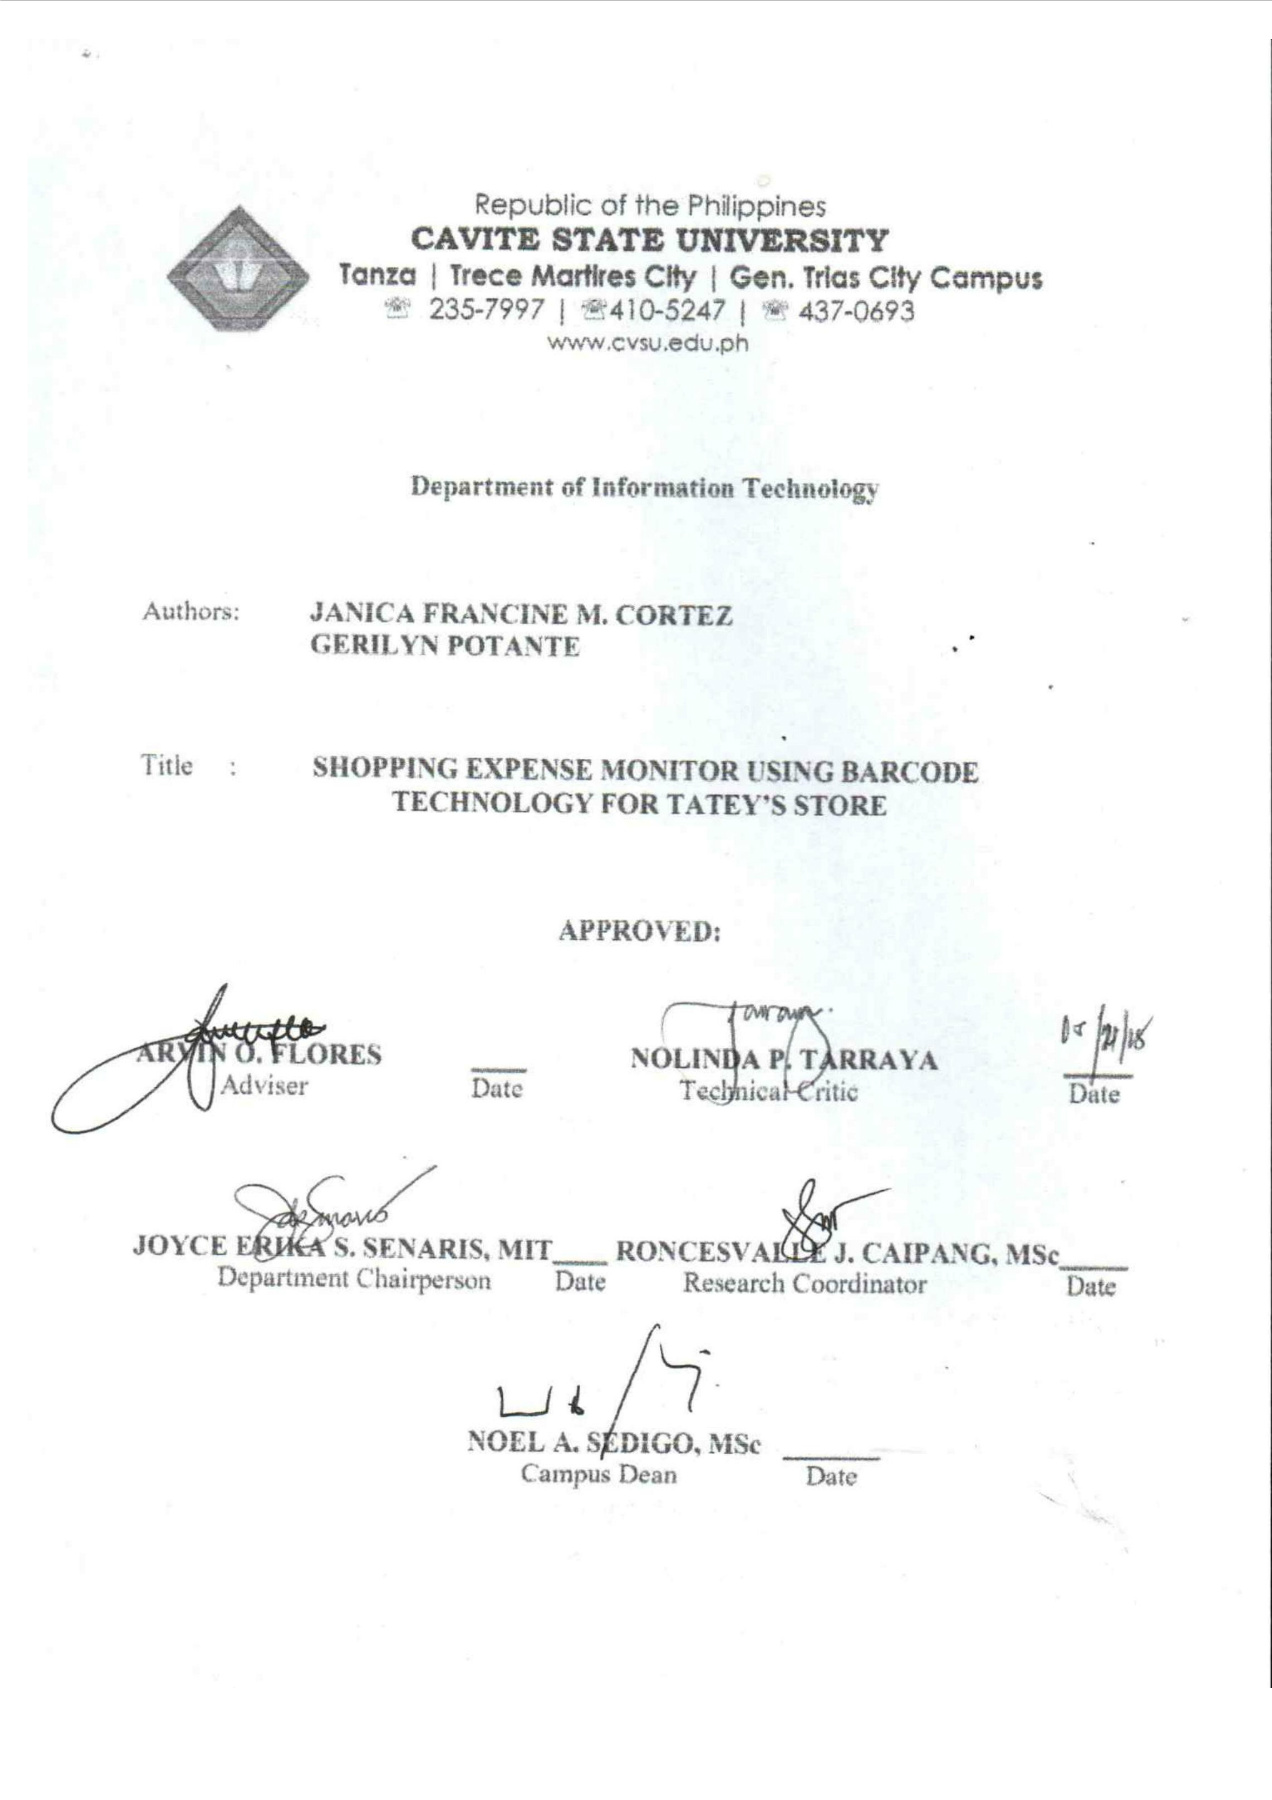 Republic of the Philippines
CAVITE STATE UNIVERSITY
Tanza | Trece Martires City | Gen. Trias City Campus
☏ 235-7997 | ☏410-5247 | ☏ 437-0693
www.cvsu.edu.ph
Department of Information Technology
Authors: JANICA FRANCINE M. CORTEZ
GERILYN POTANTE
Title : SHOPPING EXPENSE MONITOR USING BARCODE
TECHNOLOGY FOR TATEY'S STORE
APPROVED:
ARVIN O. FLORES NOLINDA P. TARRAYA
Adviser Date Technical Critic Date
JOYCE ERIKA S. SENARIS, MIT RONCESVALLE J. CAIPANG, MSc
Department Chairperson Date Research Coordinator Date
NOEL A. SEDIGO, MSc
Campus Dean Date